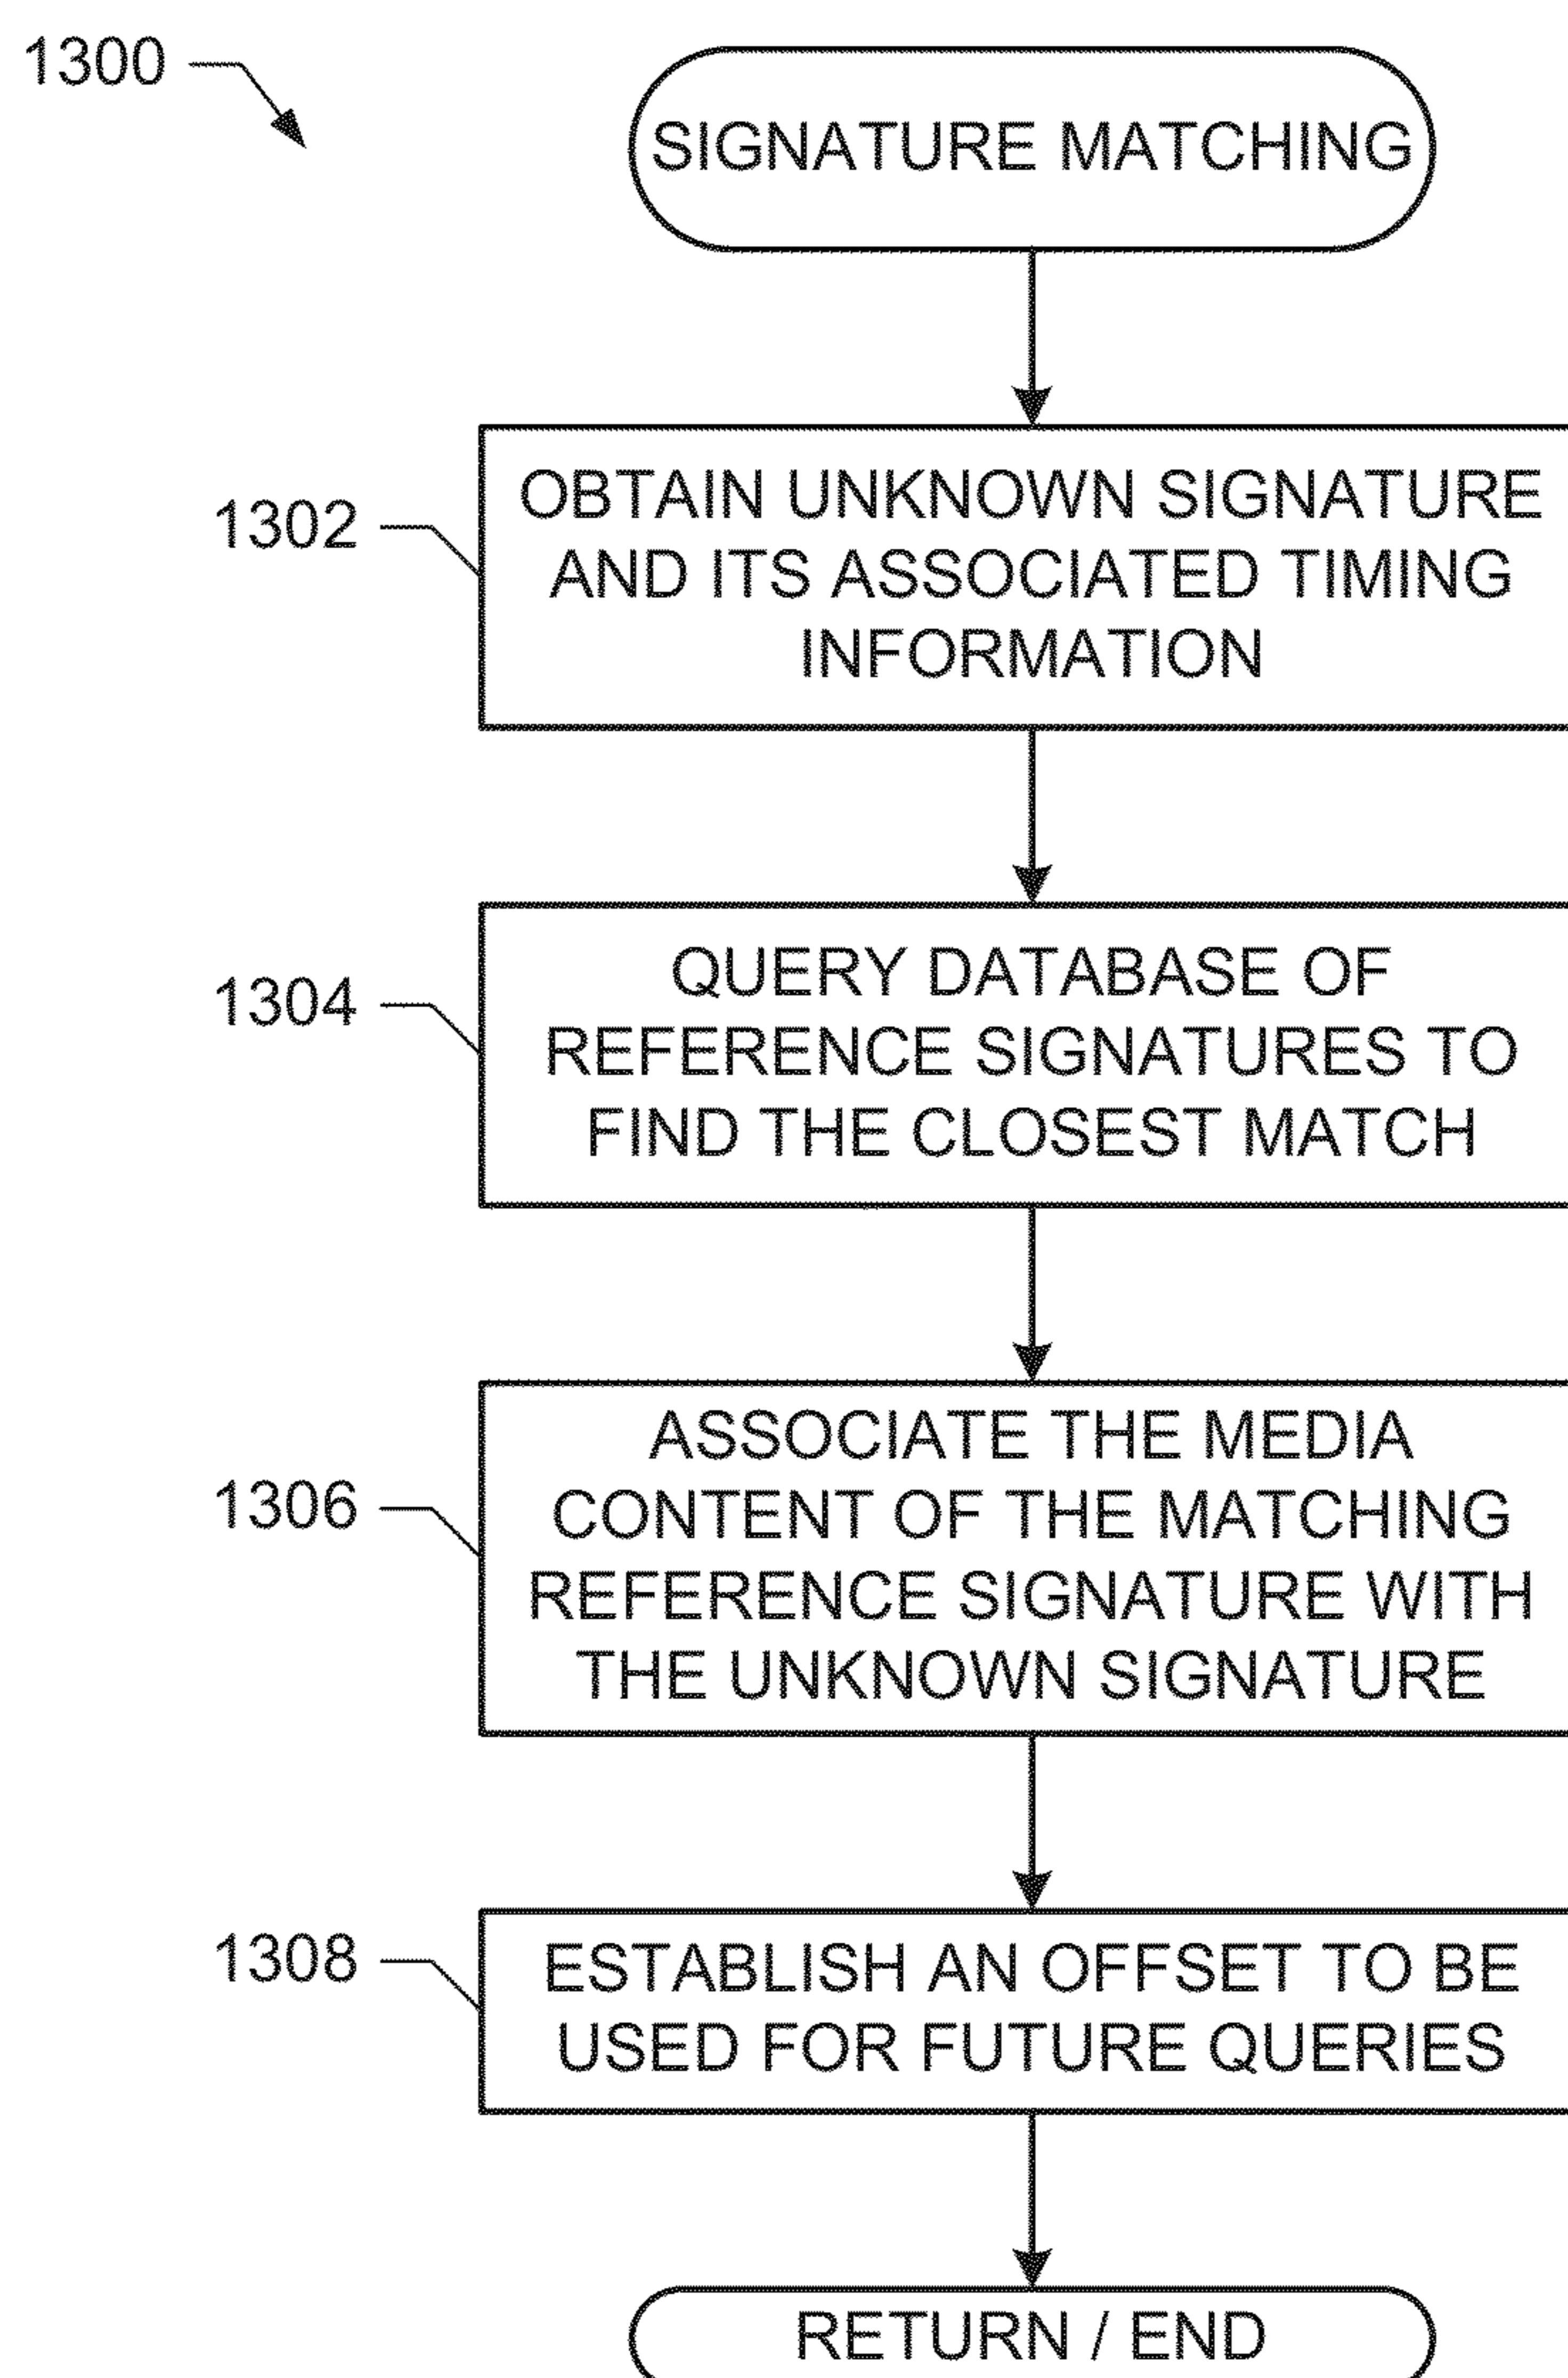 1300
SIGNATURE MATCHING
1302
OBTAIN UNKNOWN SIGNATURE
AND ITS ASSOCIATED TIMING
INFORMATION
1304
QUERY DATABASE OF
REFERENCE SIGNATURES TO
FIND THE CLOSEST MATCH
1306
ASSOCIATE THE MEDIA
CONTENT OF THE MATCHING
REFERENCE SIGNATURE WITH
THE UNKNOWN SIGNATURE
1308
ESTABLISH AN OFFSET TO BE
USED FOR FUTURE QUERIES
RETURN / END